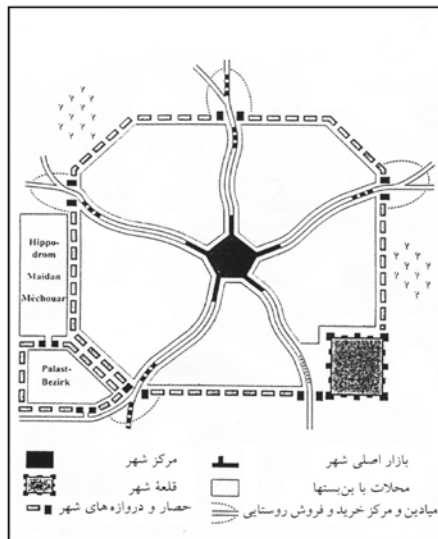 Hippo-
drom
Maidan
Méchouar
Palast-
Bezirk
مرکز شهر
بازار اصلی شهر
قلعهٔ شهر
محلات با بن‌بستها
حصار و دروازه های شهر
میادین و مرکز خرید و فروش روستایی